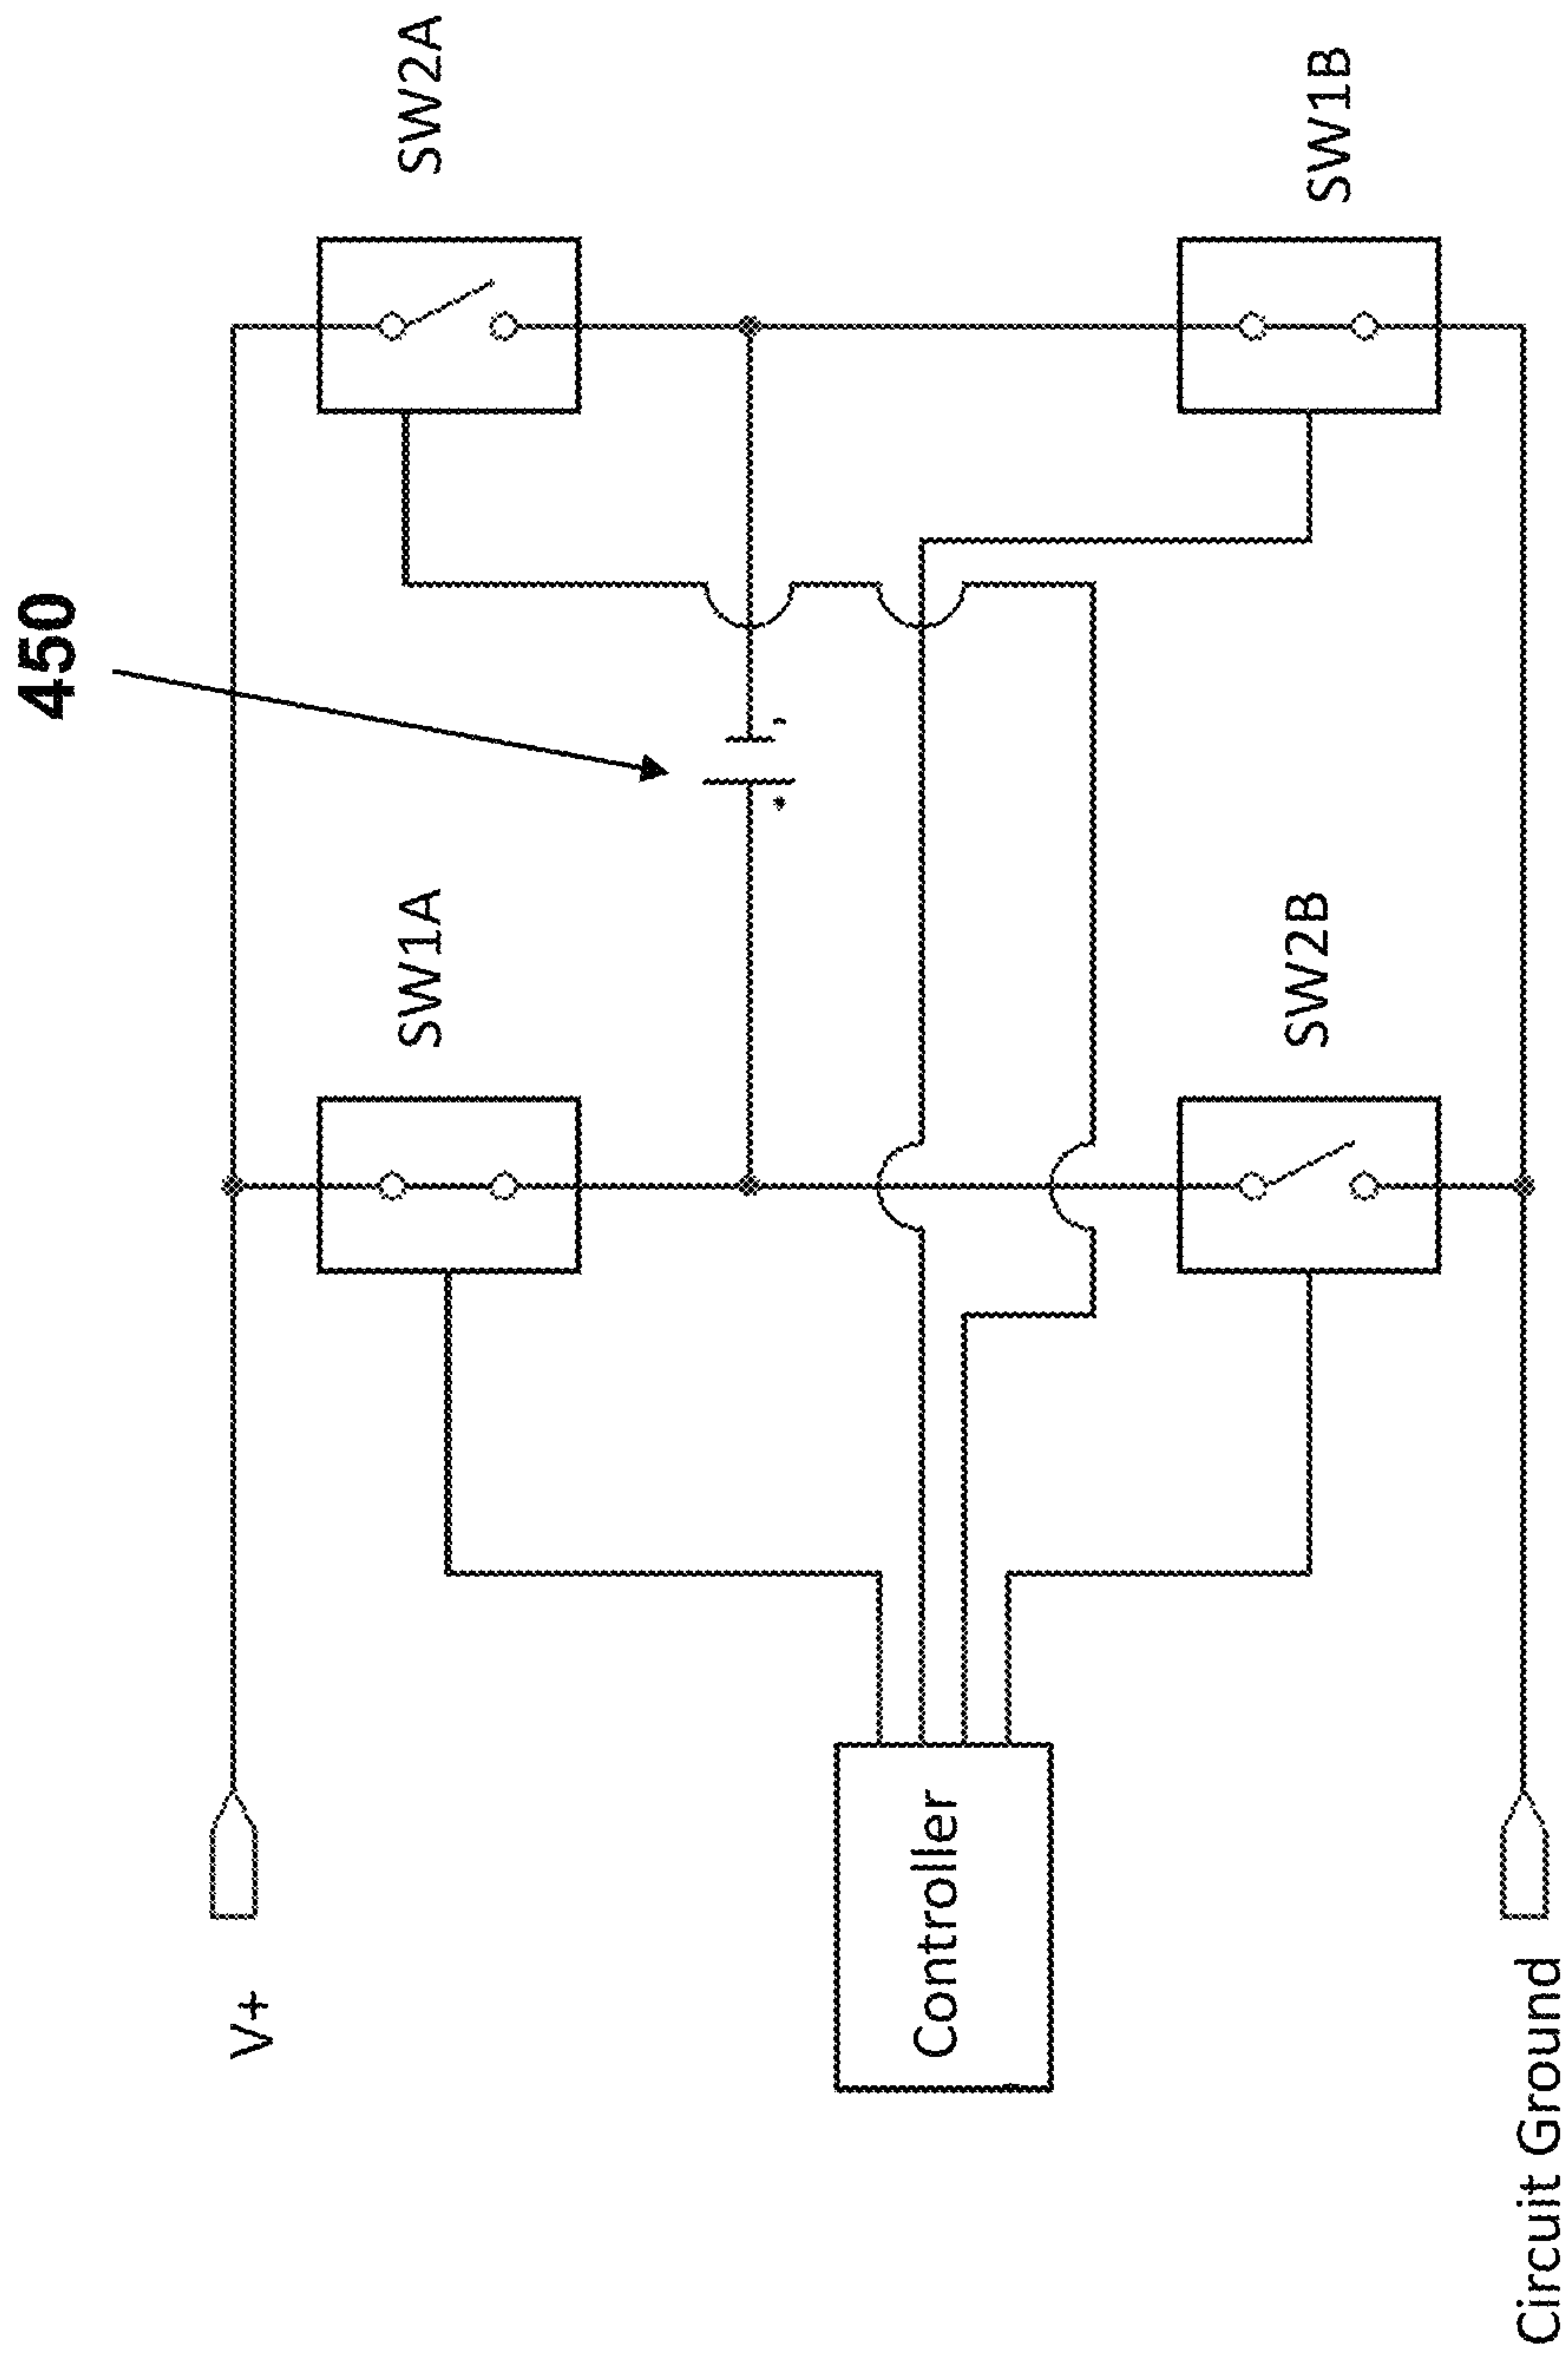 450
SW1A
SW2A
SW2B
SW1B
V+
Controller
Circuit Ground